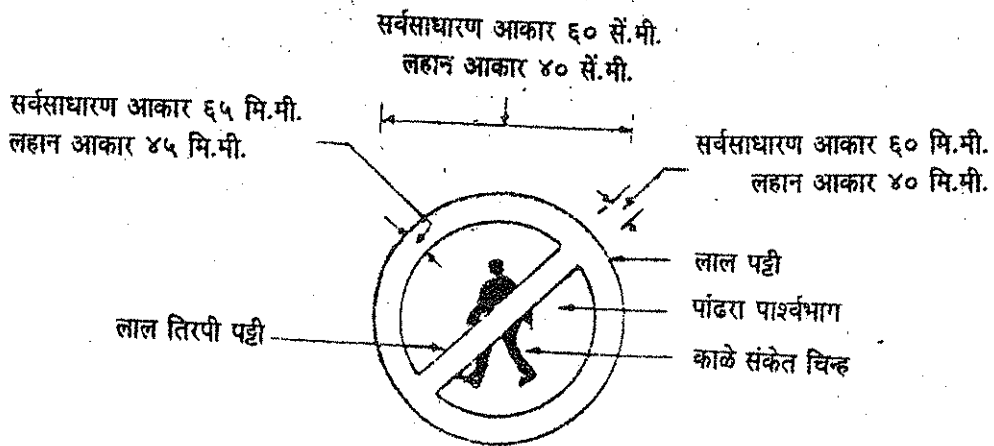 सर्वसाधारण आकार ६० सें.मी.
लहान आकार ४० सें.मी.
सर्वसाधारण आकार ६५ मि.मी.
लहान आकार ४५ मि.मी.
सर्वसाधारण आकार ६० मि.मी.
लहान आकार ४० मि.मी.
लाल पट्टी
पांढरा पार्श्वभाग
लाल तिरपी पट्टी
काळे संकेत चिन्ह